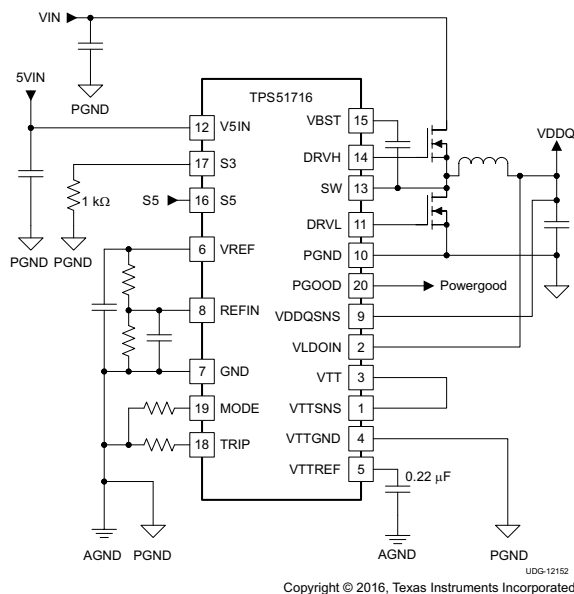 VIN
5VIN
PGND
TPS51716
VBST
15
12
V5IN
VDDQ
17
S3
DRVH
14
1 kΩ
S5
16
S5
SW
13
DRVL
11
PGND
PGND
6
VREF
PGND
10
PGOOD
20
Powergood
8
REFIN
VDDQSNS
9
VLDOIN
2
7
GND
VTT
3
19
MODE
VTTSNS
1
18
TRIP
VTTGND
4
VTTREF
5
0.22 μF
AGND
PGND
AGND
PGND
UDG-12152
Copyright © 2016, Texas Instruments Incorporated